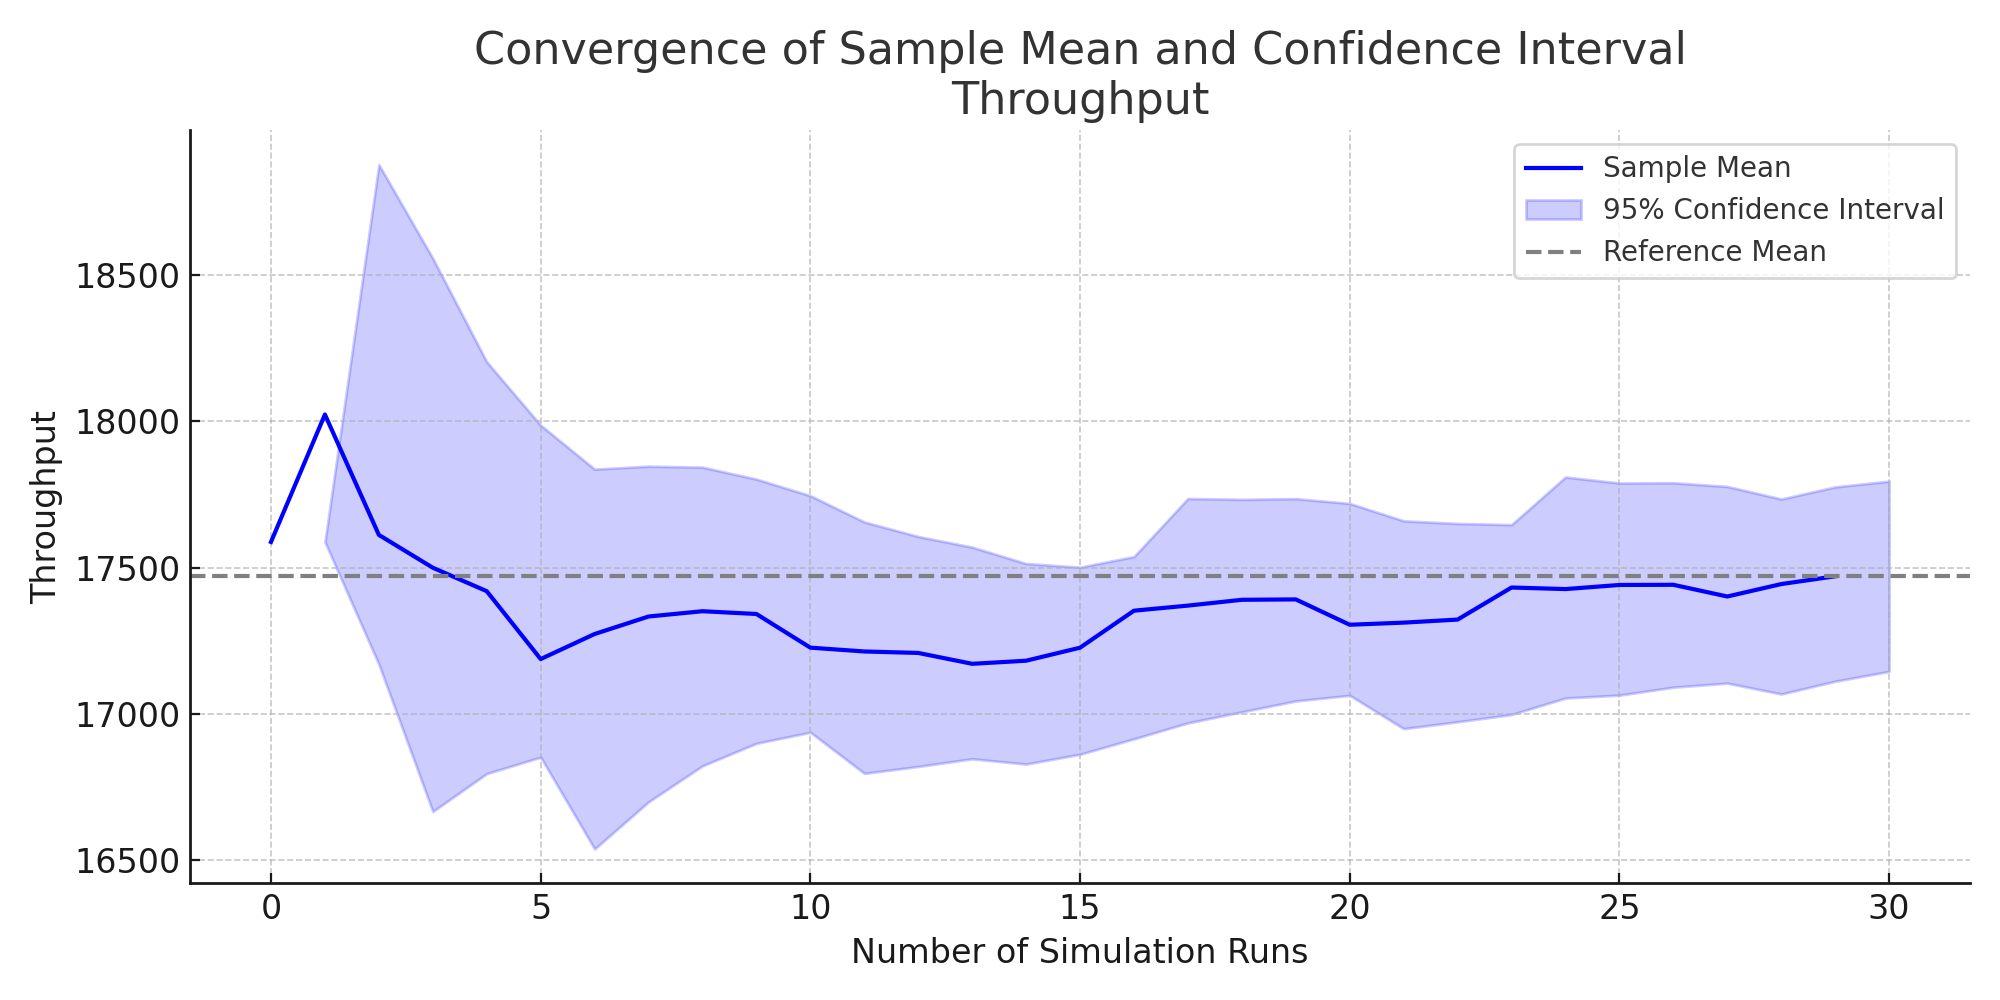 Convergence of Sample Mean and Confidence Interval
Throughput
Sample Mean
95% Confidence Interval
Reference Mean
Throughput
18500
18000
17500
17000
16500
0 5 10 15 20 25 30
Number of Simulation Runs